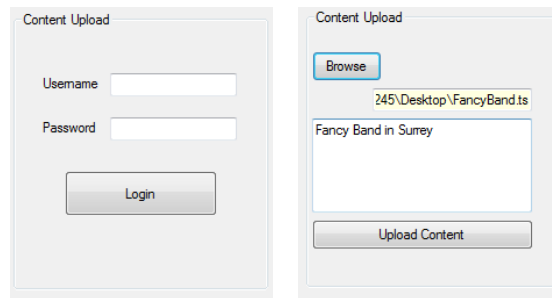 Content Upload
Username
Password
Login
Content Upload
Browse
245\Desktop\FancyBand.ts
Fancy Band in Surrey
Upload Content